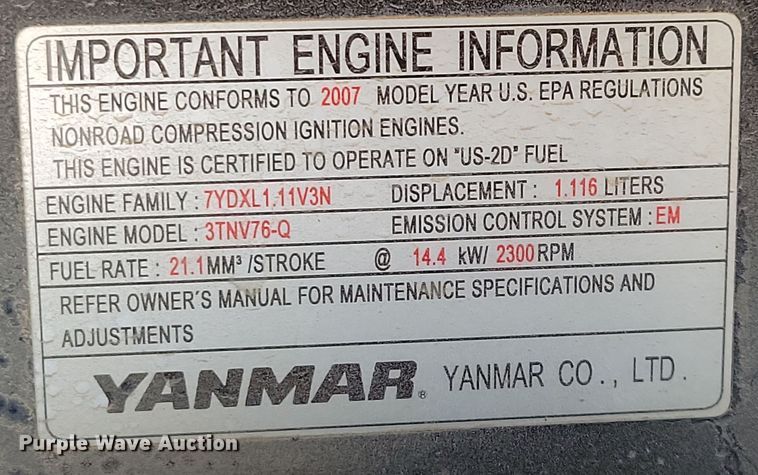 IMPORTANT ENGINE INFORMATION
THIS ENGINE CONFORMS TO 2007 MODEL YEAR U.S. EPA REGULATIONS
NONROAD COMPRESSION IGNITION ENGINES.
THIS ENGINE IS CERTIFIED TO OPERATE ON "US-2D" FUEL
ENGINE FAMILY : 7YDXL1.11V3N DISPLACEMENT : 1.116 LITERS
ENGINE MODEL : 3TNV76-Q EMISSION CONTROL SYSTEM : EM
FUEL RATE : 21.1 MM³ /STROKE @ 14.4 kW/ 2300 RPM
REFER OWNER'S MANUAL FOR MAINTENANCE SPECIFICATIONS AND
ADJUSTMENTS
YANMAR® YANMAR CO., LTD.
Purple Wave Auction